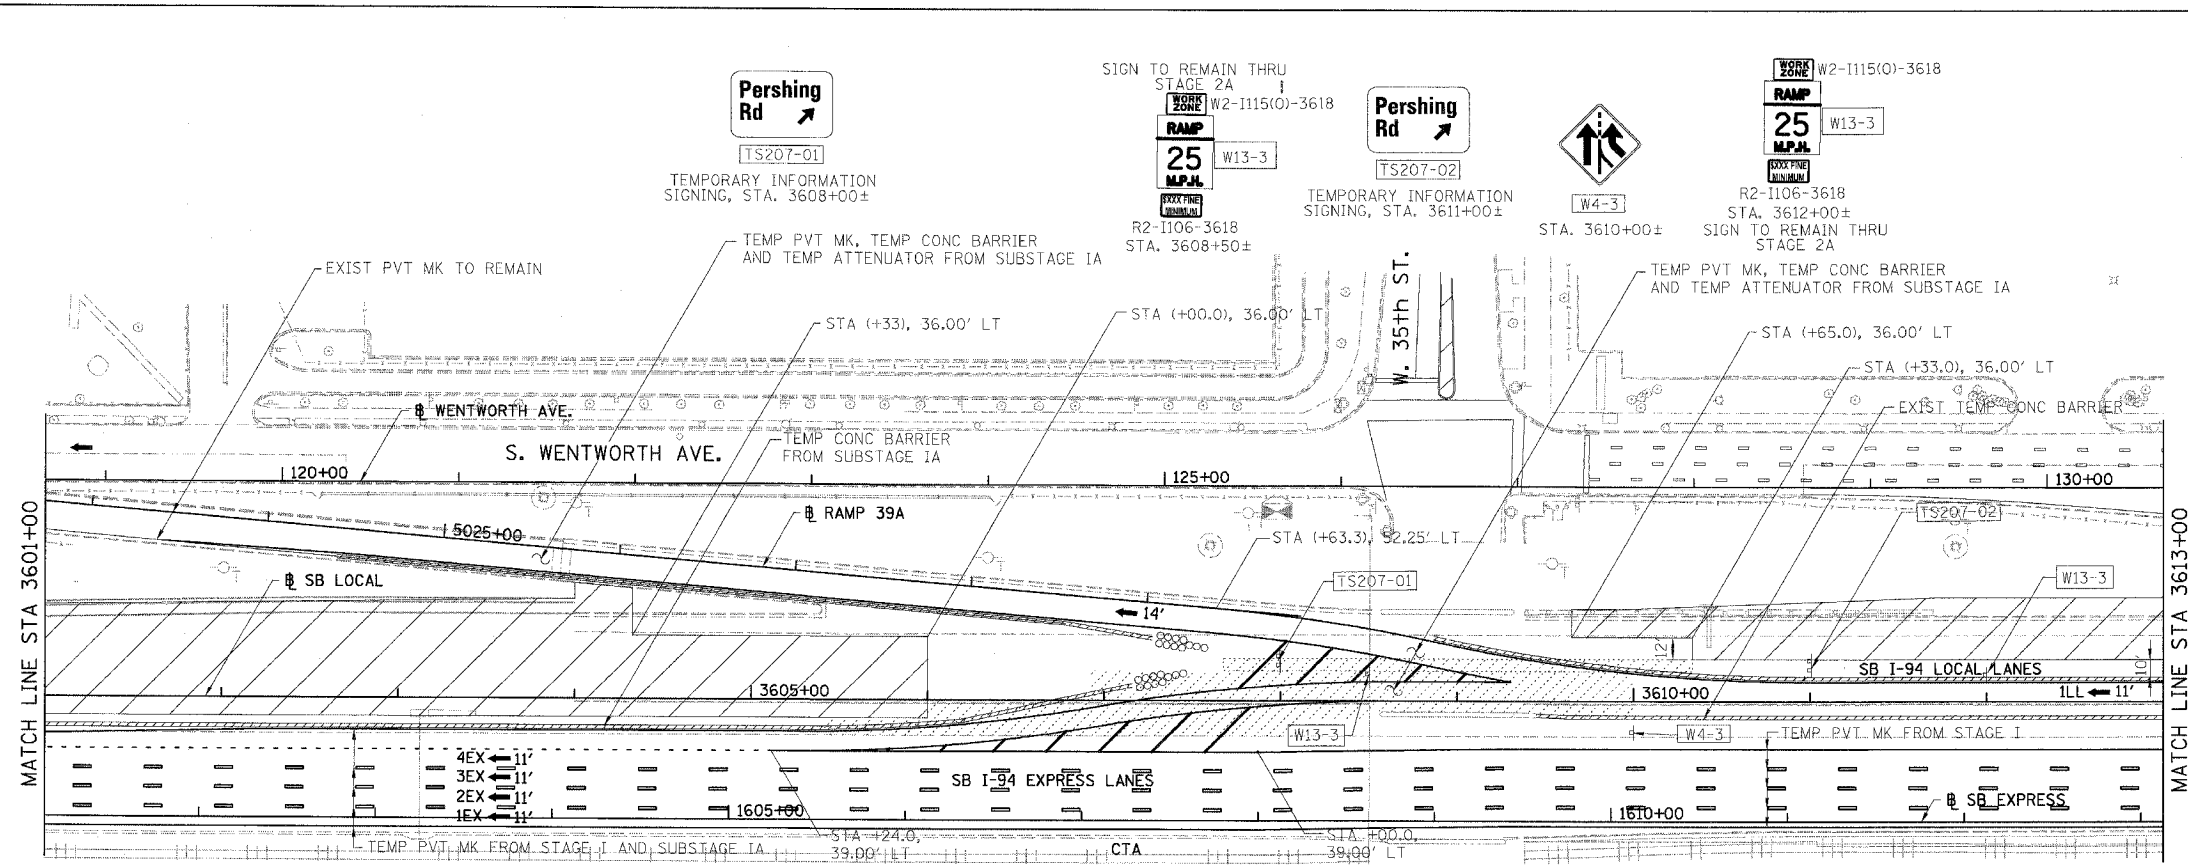 Pershing
Rd
TS207-01
TEMPORARY INFORMATION
SIGNING, STA. 3608+00±
SIGN TO REMAIN THRU
STAGE 2A
WORK
ZONE
W2-I115(O)-3618
RAMP
25
M.P.H.
W13-3
$XXX FINE
MINIMUM
R2-I106-3618
STA. 3608+50±
Pershing
Rd
TS207-02
TEMPORARY INFORMATION
SIGNING, STA. 3611+00±
W4-3
STA. 3610+00±
WORK
ZONE
W2-I115(O)-3618
RAMP
25
M.P.H.
W13-3
$XXX FINE
MINIMUM
R2-I106-3618
STA. 3612+00±
SIGN TO REMAIN THRU
STAGE 2A
EXIST PVT MK TO REMAIN
TEMP PVT MK, TEMP CONC BARRIER
AND TEMP ATTENUATOR FROM SUBSTAGE IA
STA (+33), 36.00' LT
STA (+00.0), 36.00' LT
W. 35th ST.
TEMP PVT MK, TEMP CONC BARRIER
AND TEMP ATTENUATOR FROM SUBSTAGE IA
STA (+65.0), 36.00' LT
STA (+33.0), 36.00' LT
EXIST TEMP CONC BARRIER
℄ WENTWORTH AVE.
S. WENTWORTH AVE.
TEMP CONC BARRIER
FROM SUBSTAGE IA
120+00
125+00
130+00
MATCH LINE STA 3601+00
5025+00
℄ RAMP 39A
STA (+63.3), 52.25' LT
TS207-02
TS207-01
W13-3
℄ SB LOCAL
14'
12'
10'
SB I-94 LOCAL LANES
3605+00
3610+00
1LL 11'
W13-3
W4-3
TEMP PVT MK FROM STAGE I
4EX 11'
3EX 11'
2EX 11'
1EX 11'
SB I-94 EXPRESS LANES
℄ SB EXPRESS
1605+00
1610+00
TEMP PVT MK FROM STAGE I AND SUBSTAGE IA
STA +24.0,
39.00' LT
CTA
STA +00.0,
39.00' LT
MATCH LINE STA 3613+00